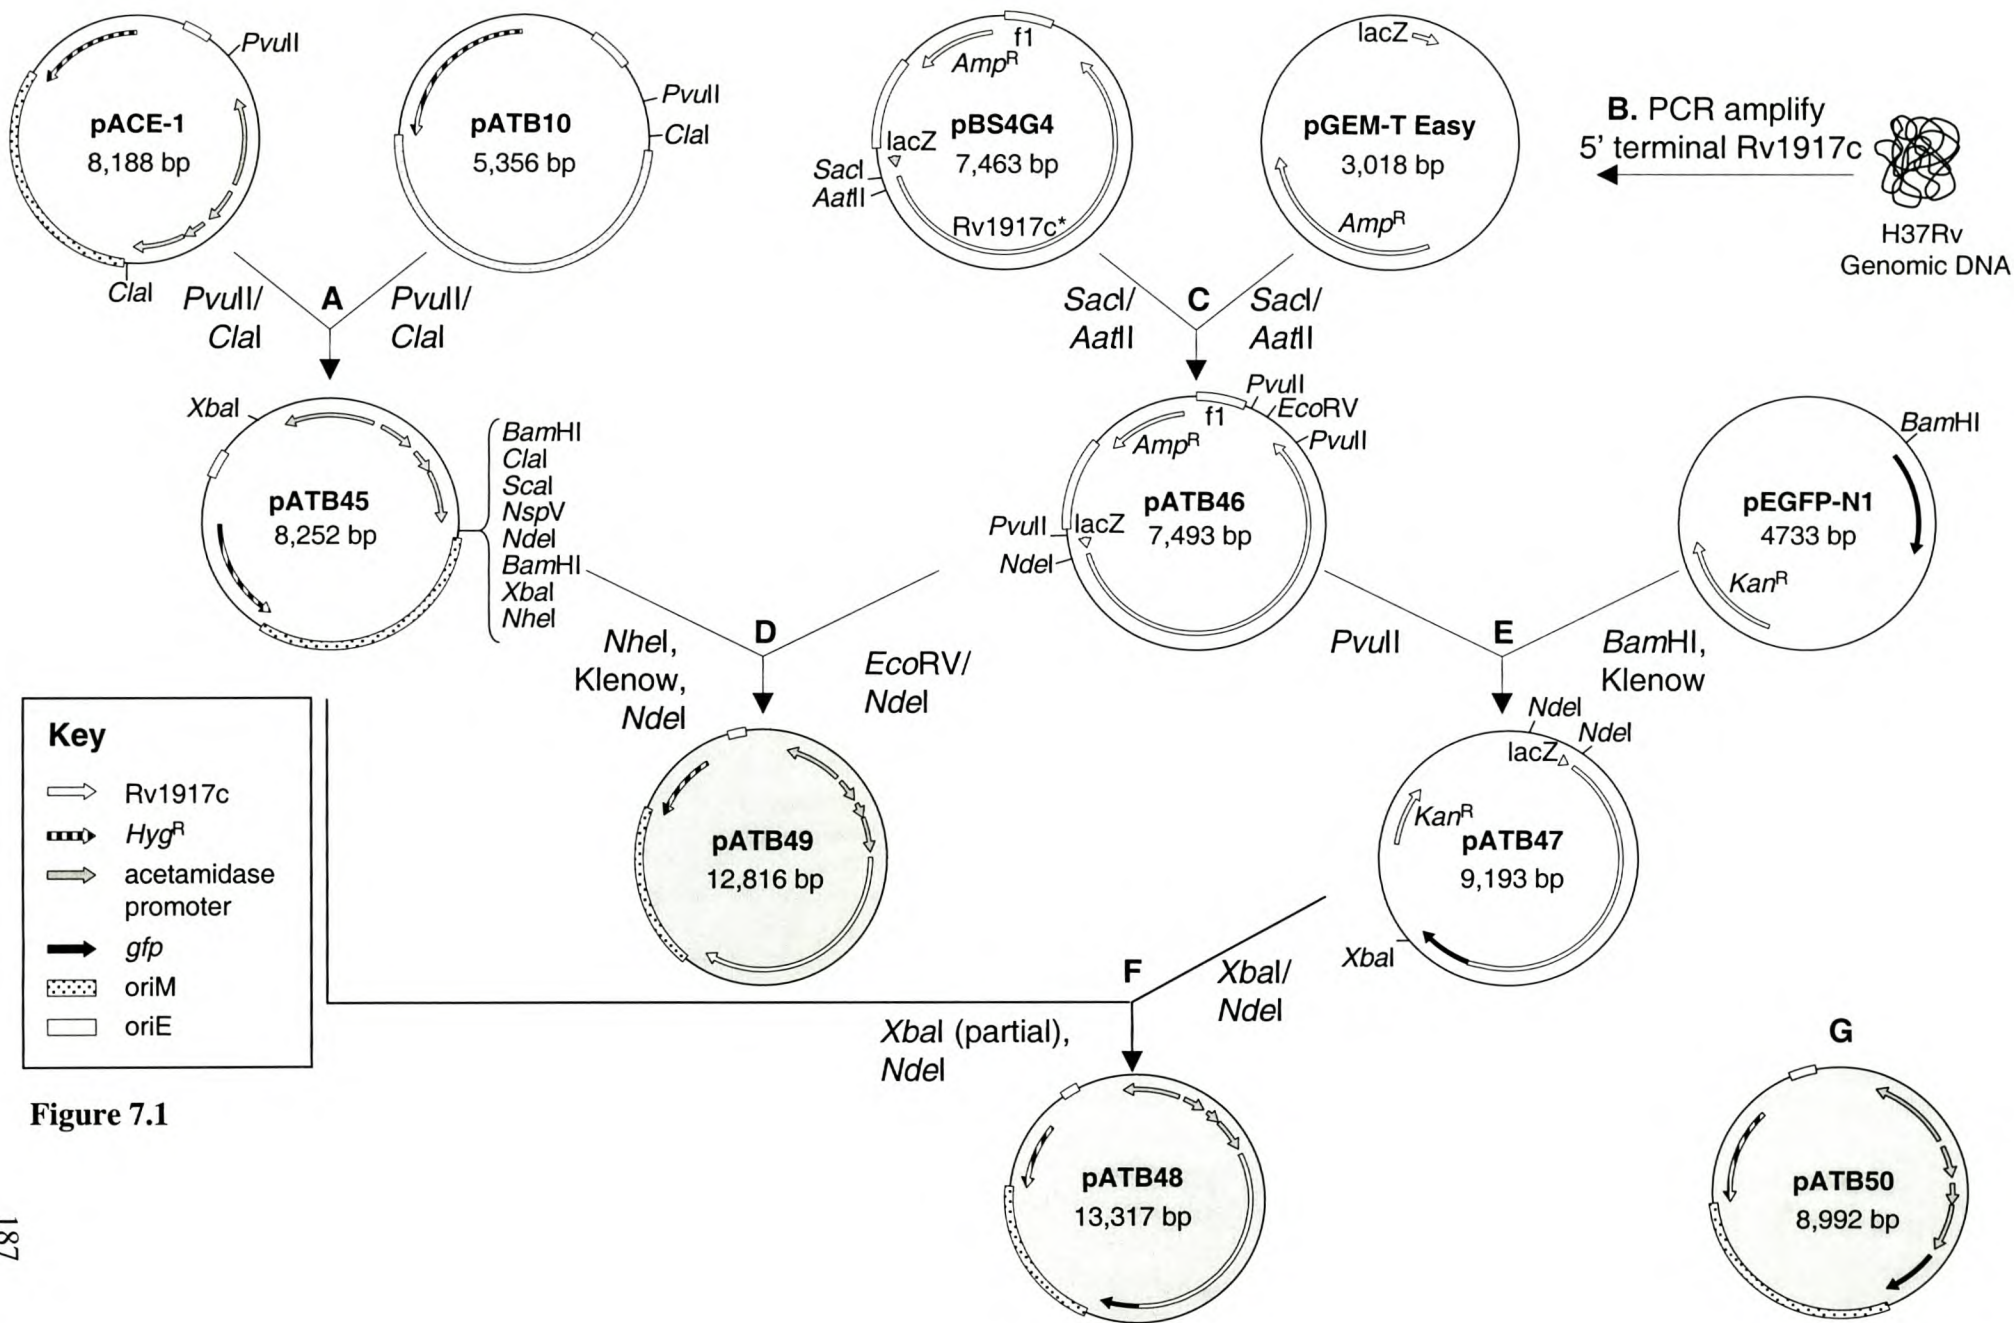 PvuII
pACE-1
8,188 bp
ClaI
pATB10
5,356 bp
PvuII
ClaI
f1
AmpR
pBS4G4
7,463 bp
lacZ
SacI
AatII
Rv1917c*
lacZ
pGEM-T Easy
3,018 bp
AmpR
B. PCR amplify
5' terminal Rv1917c
H37Rv
Genomic DNA
PvuII/
ClaI
A
PvuII/
ClaI
SacI/
AatII
C
SacI/
AatII
XbaI
pATB45
8,252 bp
BamHI
ClaI
ScaI
NspV
NdeI
BamHI
XbaI
NheI
PvuII
EcoRV
PvuII
f1
AmpR
pATB46
7,493 bp
PvuII
lacZ
NdeI
BamHI
pEGFP-N1
4733 bp
KanR
NheI,
Klenow,
NdeI
D
EcoRV/
NdeI
PvuII
E
BamHI,
Klenow
Key
Rv1917c
HygR
acetamidase
promoter
gfp
oriM
oriE
pATB49
12,816 bp
NdeI
NdeI
lacZ
KanR
pATB47
9,193 bp
XbaI
F
XbaI/
NdeI
XbaI (partial),
NdeI
G
pATB48
13,317 bp
pATB50
8,992 bp
Figure 7.1
187